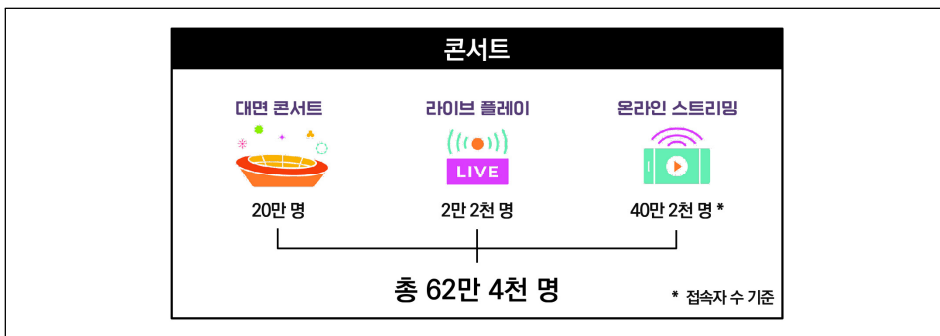 콘서트
대면 콘서트 라이브 플레이 온라인 스트리밍
LIVE
20만 명 2만 2천 명 40만 2천 명 *
총 62만 4천 명
* 접속자 수 기준